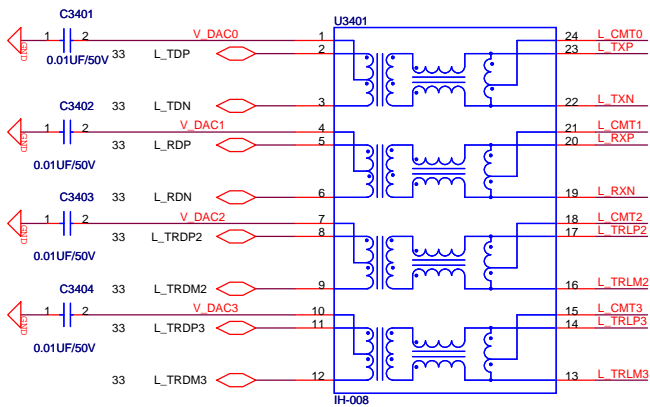 C3401 U3401
GND 1 2 V_DAC0 1 24 L_CMT0
0.01UF/50V 33 L_TDP 2 23 L_TXP
C3402 33 L_TDN 3 22 L_TXN
GND 1 2 V_DAC1 4 21 L_CMT1
33 L_RDP 5 20 L_RXP
0.01UF/50V
C3403 33 L_RDN 6 19 L_RXN
GND 1 2 V_DAC2 7 18 L_CMT2
33 L_TRDP2 8 17 L_TRLP2
0.01UF/50V
C3404 33 L_TRDM2 9 16 L_TRLM2
GND 1 2 V_DAC3 10 15 L_CMT3
33 L_TRDP3 11 14 L_TRLP3
0.01UF/50V
33 L_TRDM3 12 13 L_TRLM3
IH-008